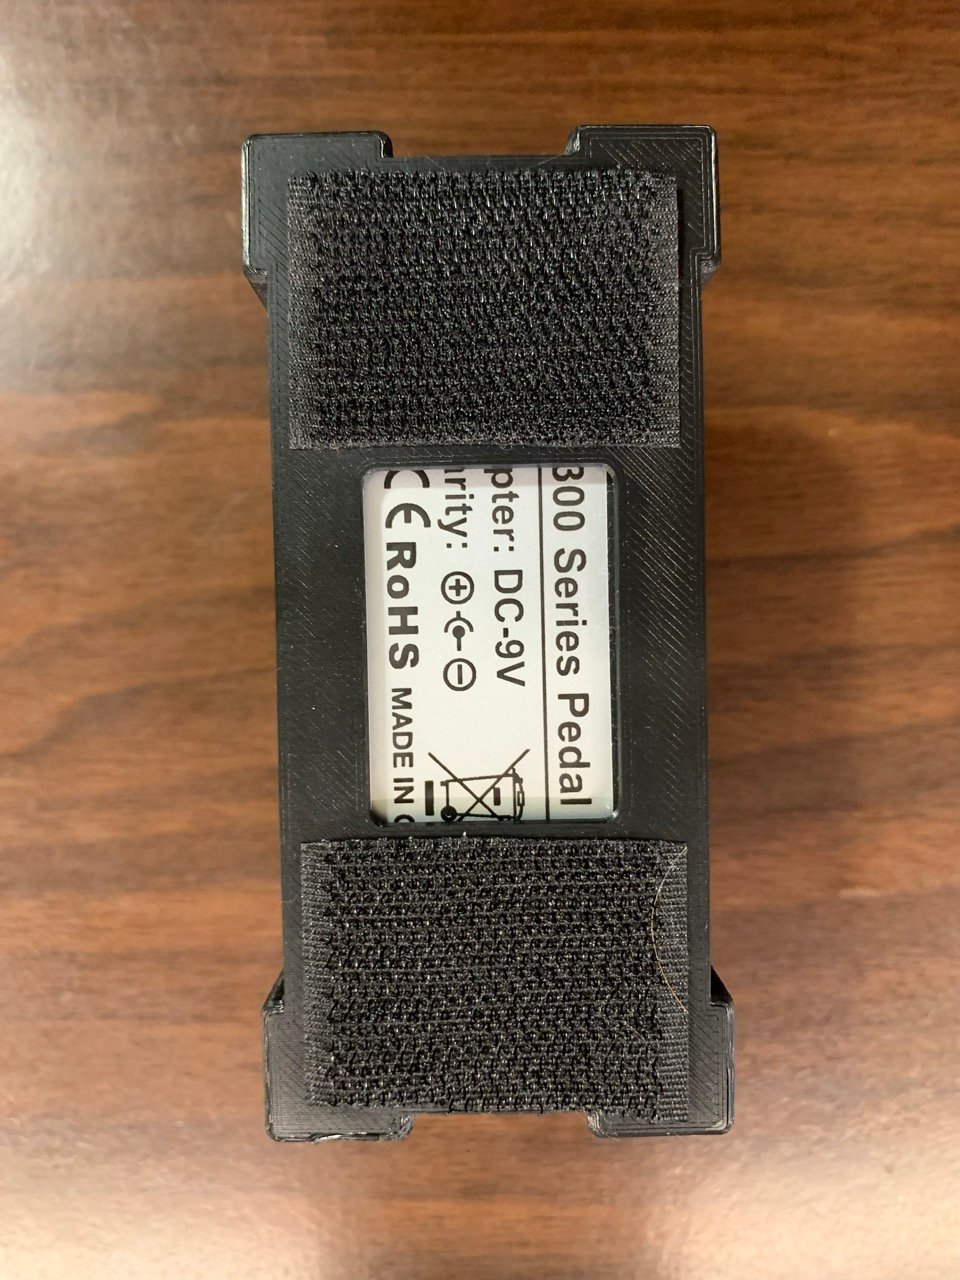 300 Series Pedal
pter: DC-9V
rity: ⊕ ⊖
CE RoHS MADE IN C